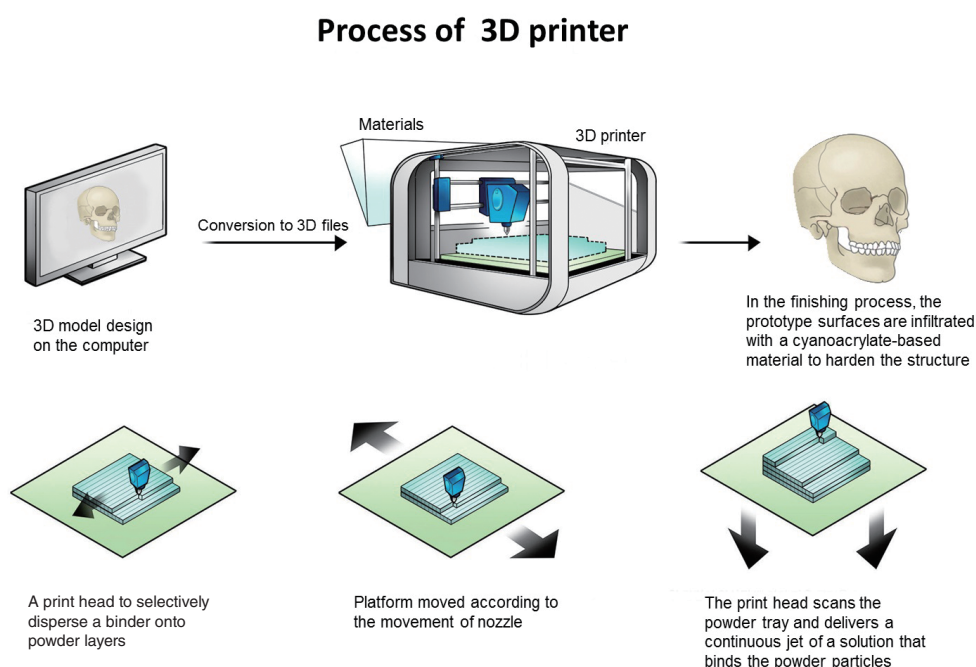 Process of 3D printer
Materials
3D printer
Conversion to 3D files
3D model design
on the computer
In the finishing process, the
prototype surfaces are infiltrated
with a cyanoacrylate-based
material to harden the structure
A print head to selectively
disperse a binder onto
powder layers
Platform moved according to
the movement of nozzle
The print head scans the
powder tray and delivers a
continuous jet of a solution that
binds the powder particles